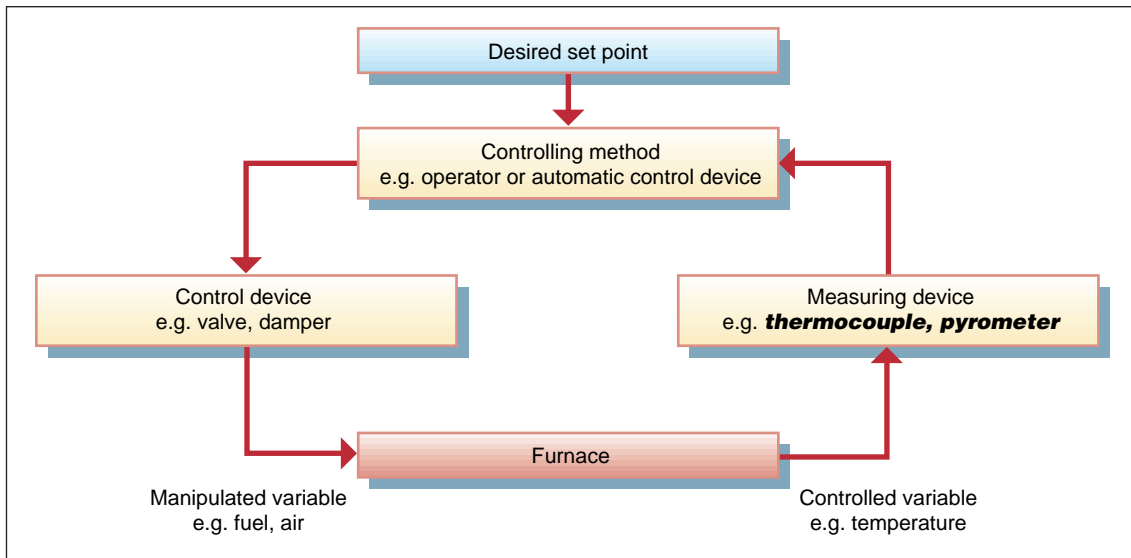 Desired set point
Controlling method
e.g. operator or automatic control device
Control device
e.g. valve, damper
Measuring device
e.g. thermocouple, pyrometer
Furnace
Manipulated variable
e.g. fuel, air
Controlled variable
e.g. temperature